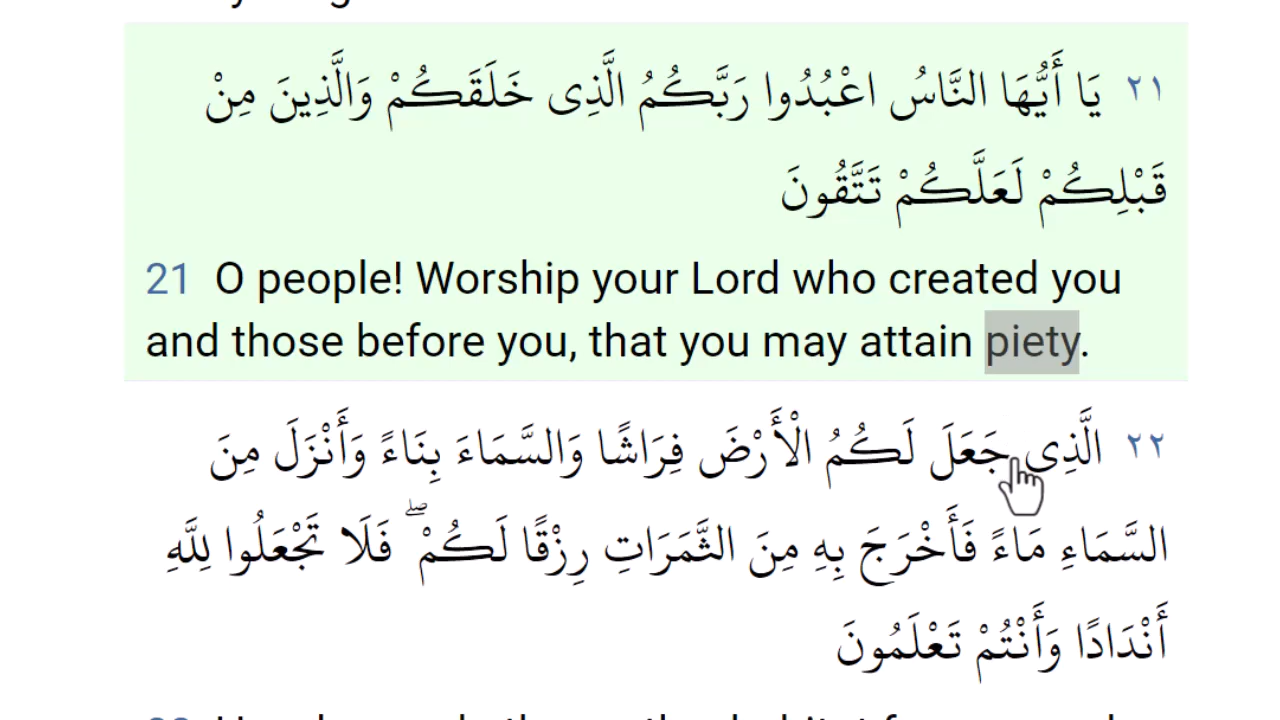 ٢١ يَا أَيُّهَا النَّاسُ اعْبُدُوا رَبَّكُمُ الَّذِى خَلَقَكُمْ وَالَّذِينَ مِنْ
قَبْلِكُمْ لَعَلَّكُمْ تَتَّقُونَ
21 O people! Worship your Lord who created you
and those before you, that you may attain piety.
٢٢ الَّذِى جَعَلَ لَكُمُ الْأَرْضَ فِرَاشًا وَالسَّمَاءَ بِنَاءً وَأَنْزَلَ مِنَ
السَّمَاءِ مَاءً فَأَخْرَجَ بِهِ مِنَ الثَّمَرَاتِ رِزْقًا لَكُمْ ۖ فَلَا تَجْعَلُوا لِلَّهِ
أَنْدَادًا وَأَنْتُمْ تَعْلَمُونَ